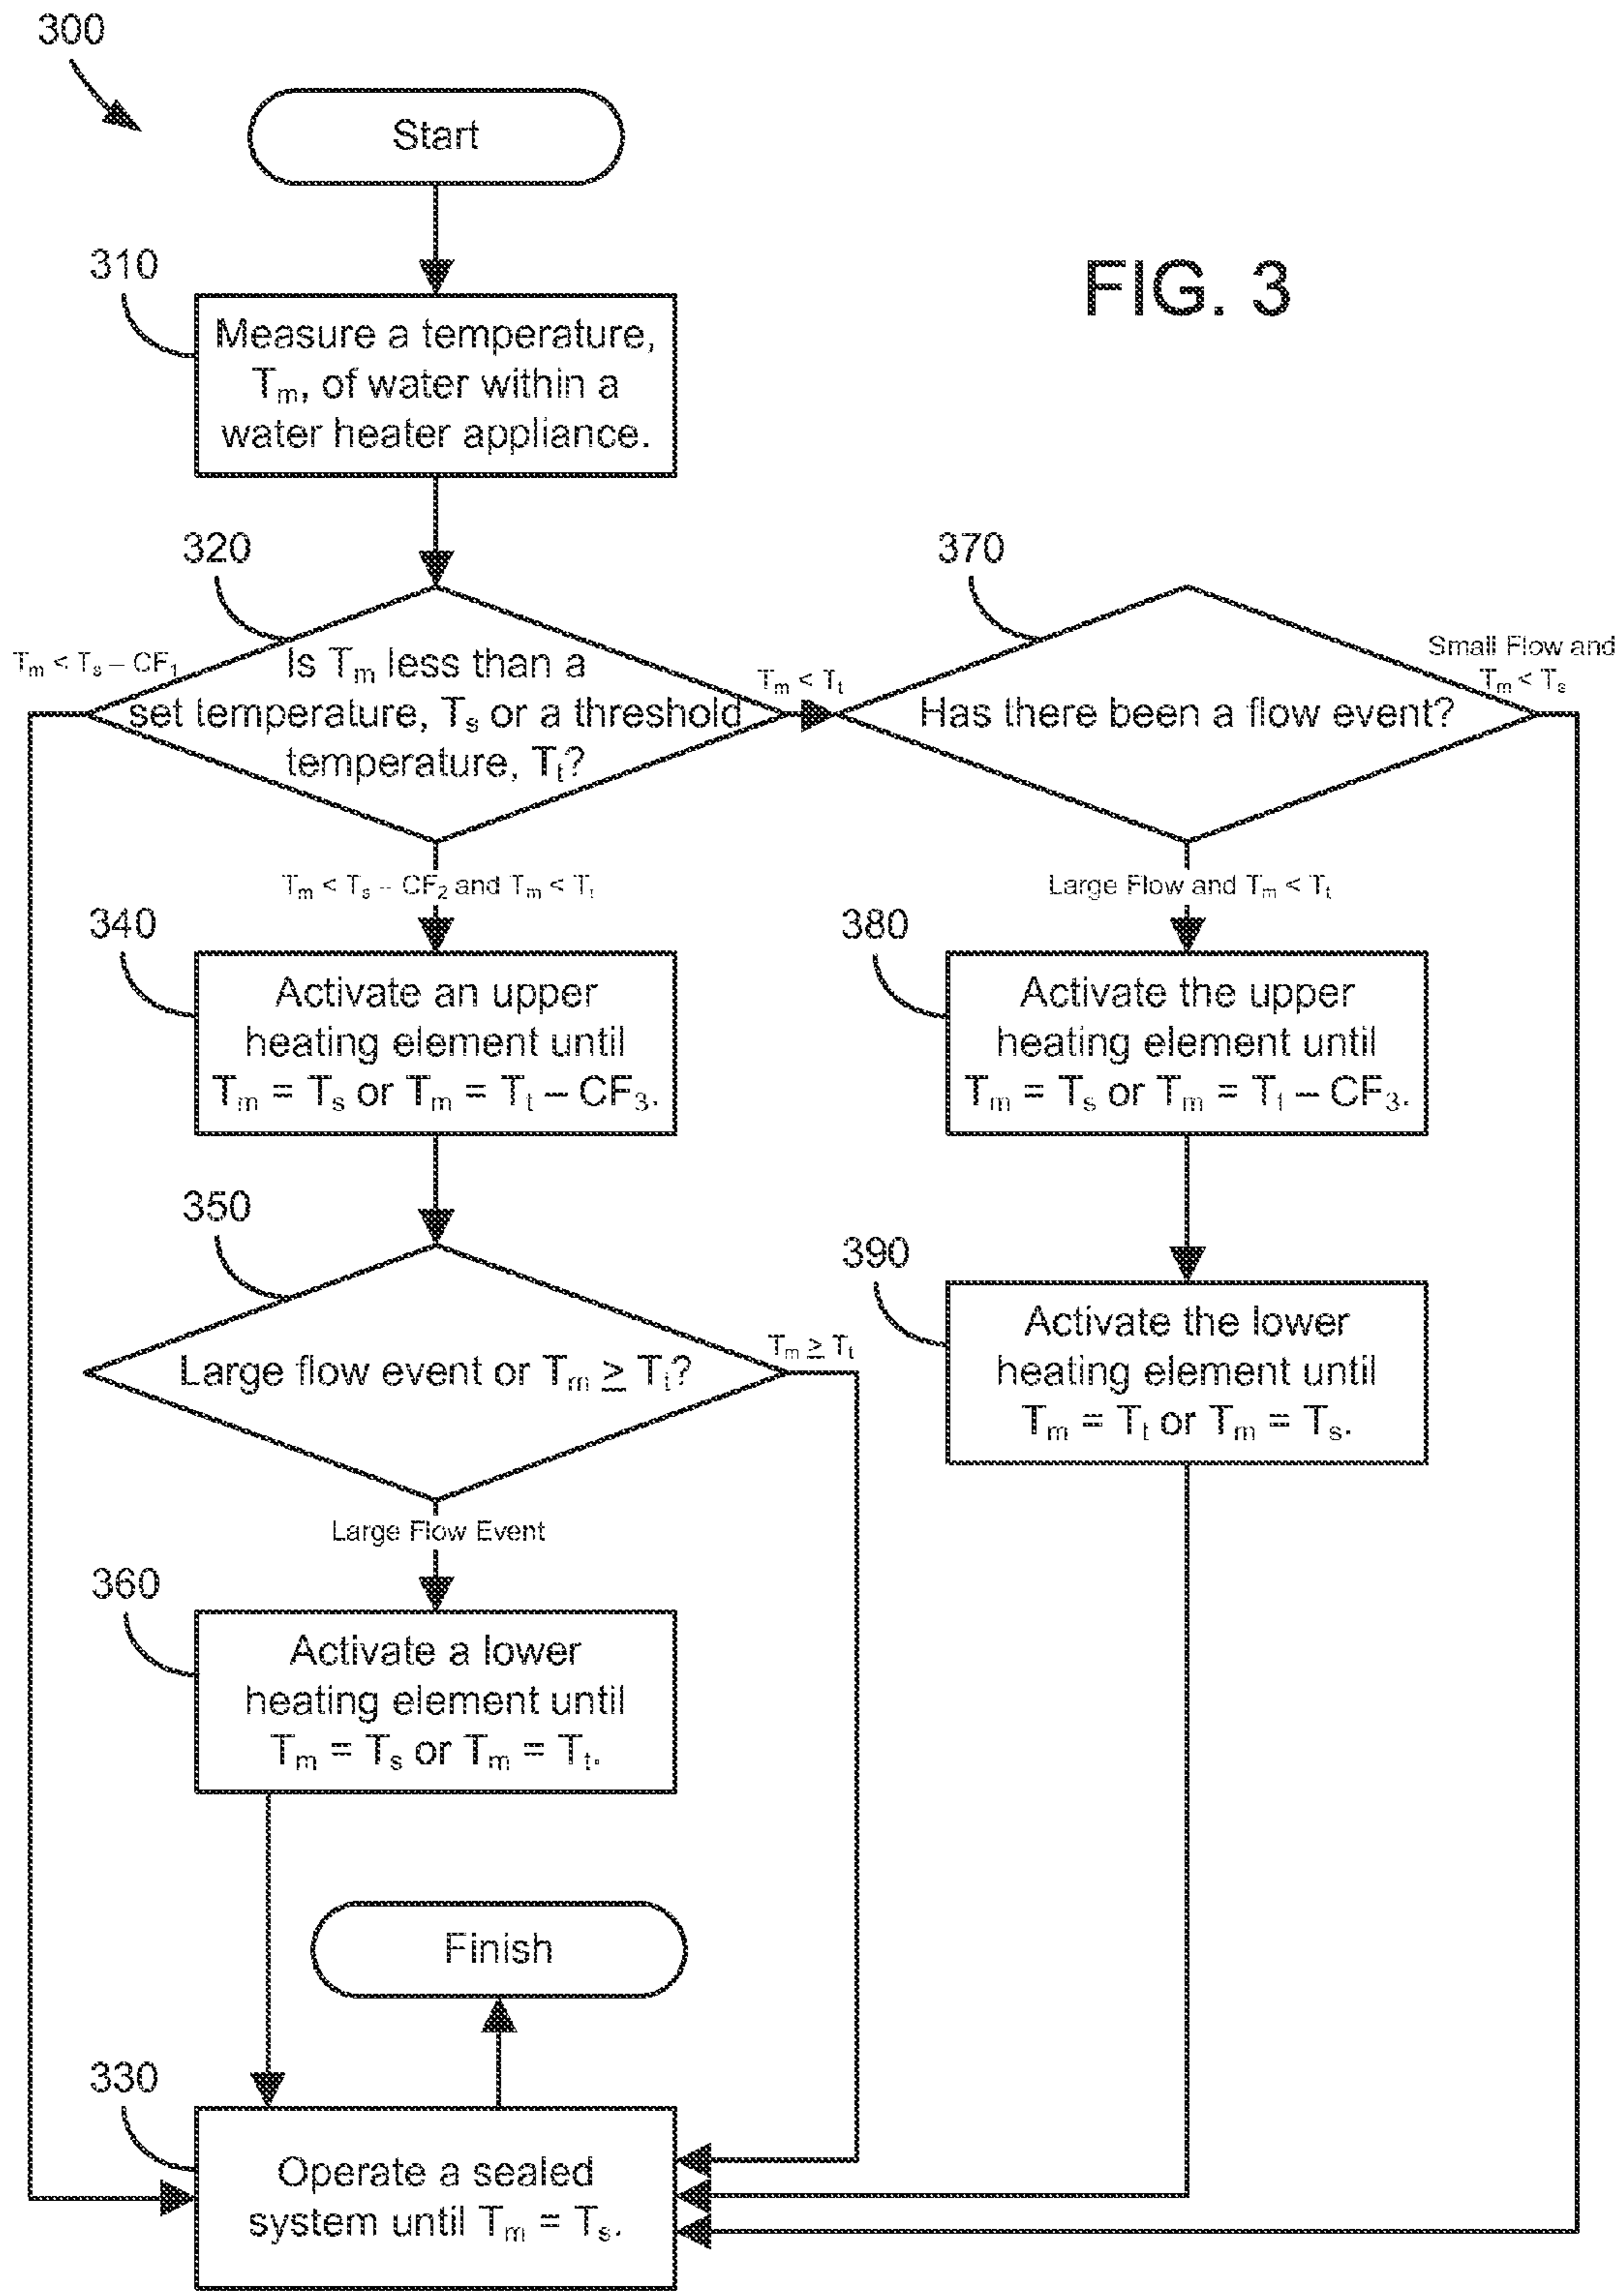 300
Start
FIG. 3
310
Measure a temperature,
Tₘ, of water within a
water heater appliance.
320
370
Tₘ < Tₛ – CF₁
Is Tₘ less than a
set temperature, Tₛ or a threshold
temperature, Tₜ?
Tₘ < Tₜ
Has there been a flow event?
Small Flow and
Tₘ < Tₛ
Tₘ < Tₛ – CF₂ and Tₘ < Tₜ
Large Flow and Tₘ < Tₜ
340
Activate an upper
heating element until
Tₘ = Tₛ or Tₘ = Tₜ – CF₃.
380
Activate the upper
heating element until
Tₘ = Tₛ or Tₘ = Tₜ – CF₃.
350
Large flow event or Tₘ ≥ Tₜ?
Tₘ ≥ Tₜ
390
Activate the lower
heating element until
Tₘ = Tₜ or Tₘ = Tₛ.
Large Flow Event
360
Activate a lower
heating element until
Tₘ = Tₛ or Tₘ = Tₜ.
Finish
330
Operate a sealed
system until Tₘ = Tₛ.